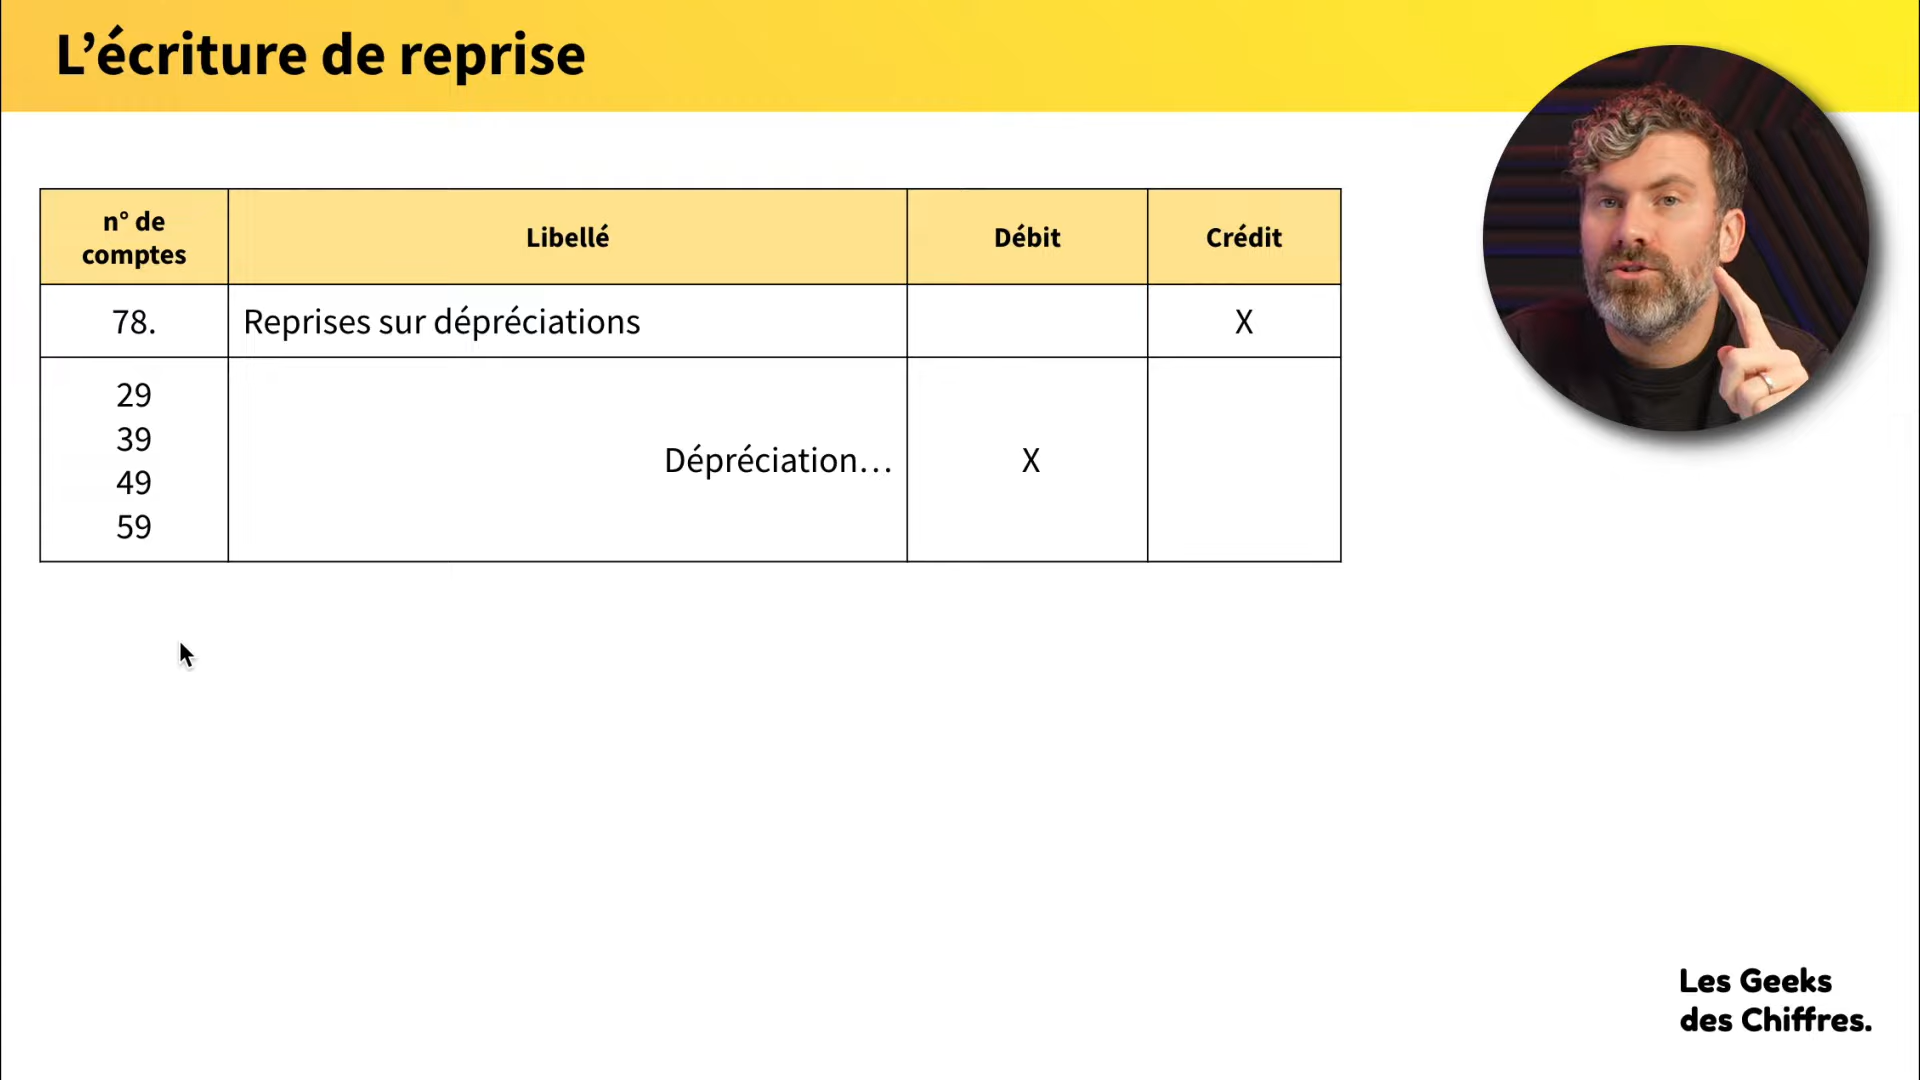 L’écriture de reprise
n° de
comptes
Libellé
Débit
Crédit
78.
Reprises sur dépréciations
X
29
39
49
59
Dépréciation…
X
Les Geeks
des Chiffres.